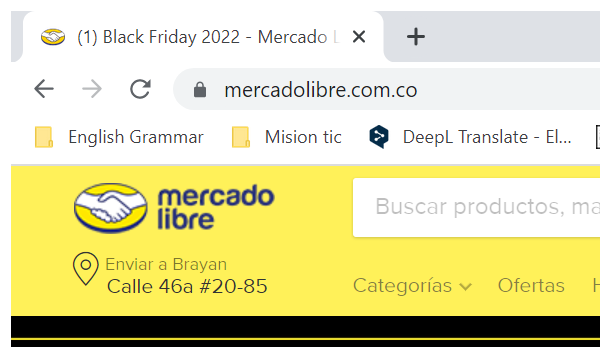 (1) Black Friday 2022 - Mercado L
mercadolibre.com.co
English Grammar Mision tic DeepL Translate - El...
mercado
libre
Buscar productos, ma
Enviar a Brayan
Calle 46a #20-85
Categorías Ofertas H